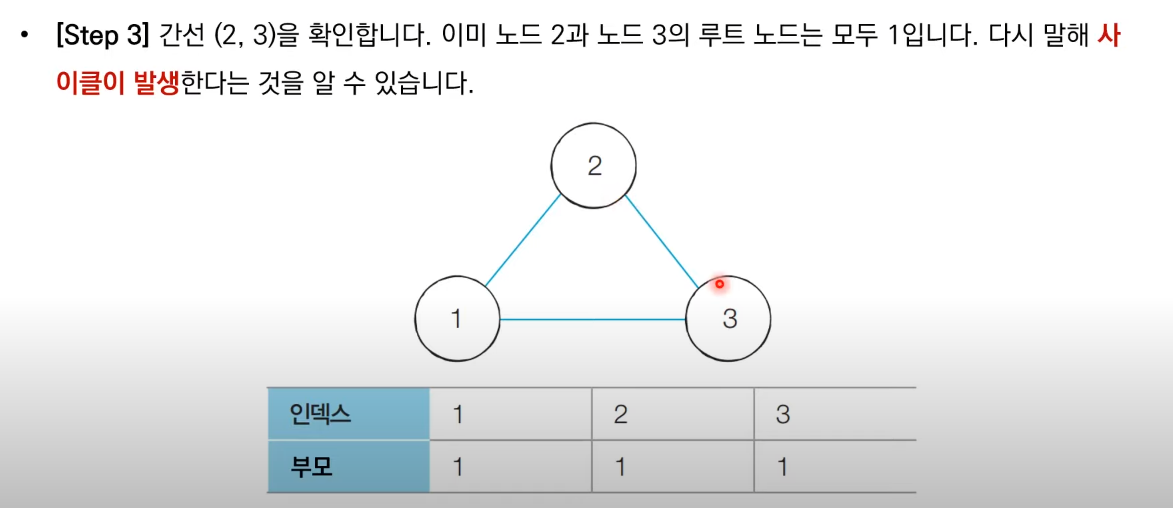 • [Step 3] 간선 (2, 3)을 확인합니다. 이미 노드 2과 노드 3의 루트 노드는 모두 1입니다. 다시 말해 사
이클이 발생한다는 것을 알 수 있습니다.
2
1 3
인덱스 1 2 3
부모 1 1 1